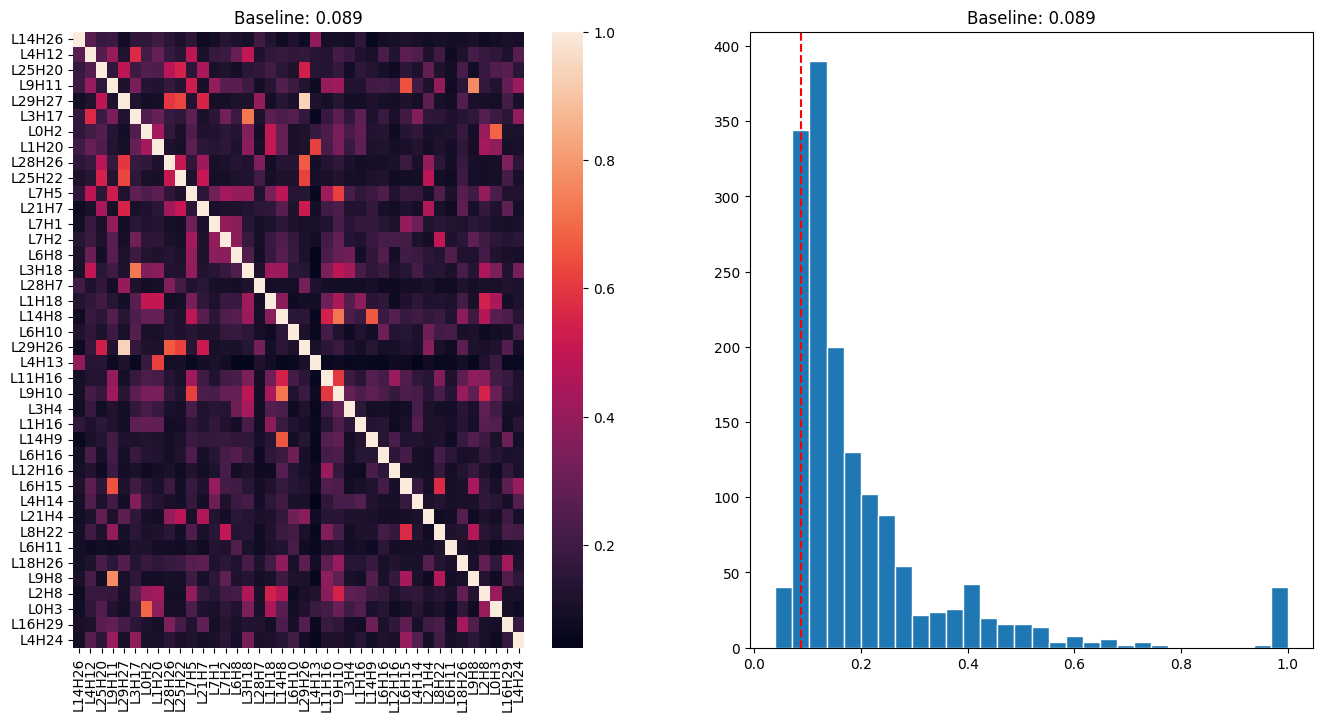 Baseline: 0.089
L14H26
L4H12
L25H20
L9H11
L29H27
L3H17
L0H2
L1H20
L28H26
L25H22
L7H5
L21H7
L7H1
L7H2
L6H8
L3H18
L28H7
L1H18
L14H8
L6H10
L29H26
L4H13
L11H16
L9H10
L3H4
L1H16
L14H9
L6H16
L12H16
L6H15
L4H14
L21H4
L8H22
L6H11
L18H26
L9H8
L2H8
L0H3
L16H29
L4H24
L14H26
L4H12
L25H20
L9H11
L29H27
L3H17
L0H2
L1H20
L28H26
L25H22
L7H5
L21H7
L7H1
L7H2
L6H8
L3H18
L28H7
L1H18
L14H8
L6H10
L29H26
L4H13
L11H16
L9H10
L3H4
L1H16
L14H9
L6H16
L12H16
L6H15
L4H14
L21H4
L8H22
L6H11
L18H26
L9H8
L2H8
L0H3
L16H29
L4H24
1.0
0.8
0.6
0.4
0.2
Baseline: 0.089
400
350
300
250
200
150
100
50
0
0.0
0.2
0.4
0.6
0.8
1.0